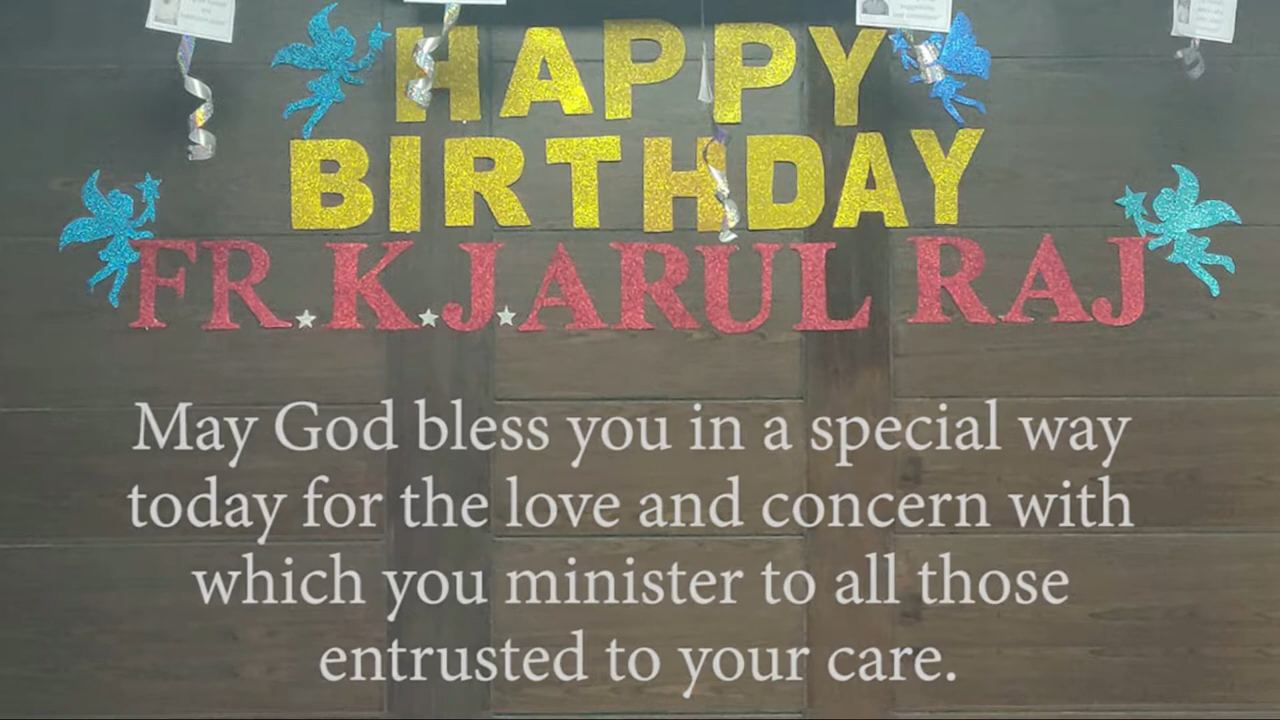 HAPPY
BIRTHDAY
FR.K.J.ARUL RAJ
May God bless you in a special way
today for the love and concern with
which you minister to all those
entrusted to your care.